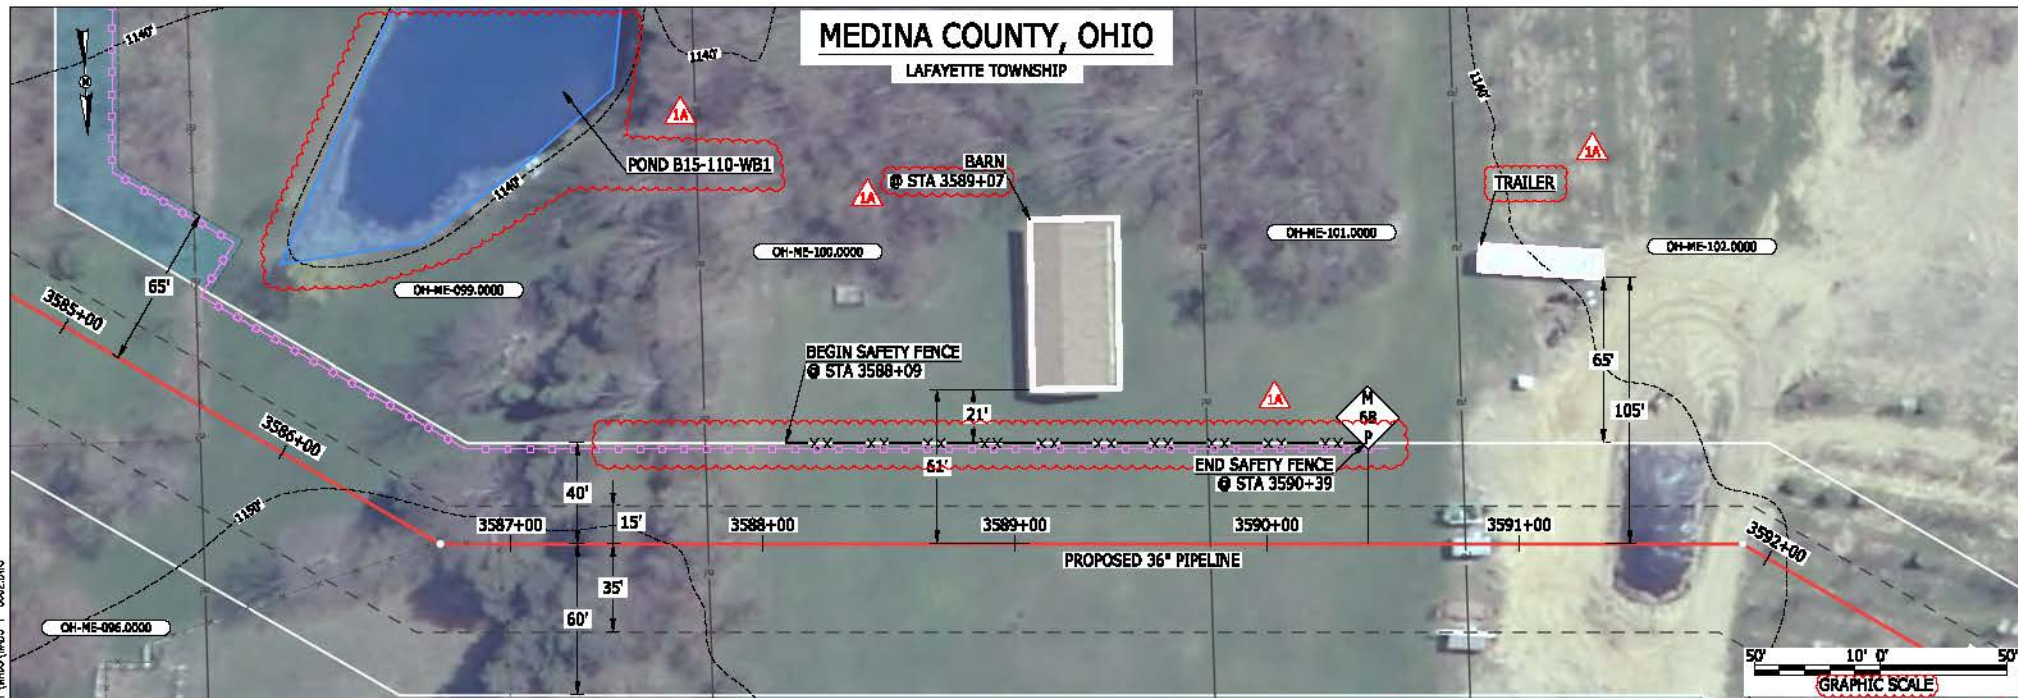 MEDINA COUNTY, OHIO
LAFAYETTE TOWNSHIP
1140'
1140'
1140'
1A
POND B15-110-WB1
1140'
BARN
@ STA 3589+07
1A
TRAILER
1A
OH-ME-099.0000
OH-ME-100.0000
OH-ME-101.0000
OH-ME-102.0000
65'
3585+00
BEGIN SAFETY FENCE
@ STA 3588+09
21'
1A
M
6B
P
65'
105'
3586+00
61'
END SAFETY FENCE
@ STA 3590+39
40'
1150'
15'
3587+00
3588+00
3589+00
3590+00
3591+00
3592+00
PROPOSED 36" PIPELINE
35'
60'
OH-ME-096.0000
50' 10' 0' 50'
GRAPHIC SCALE